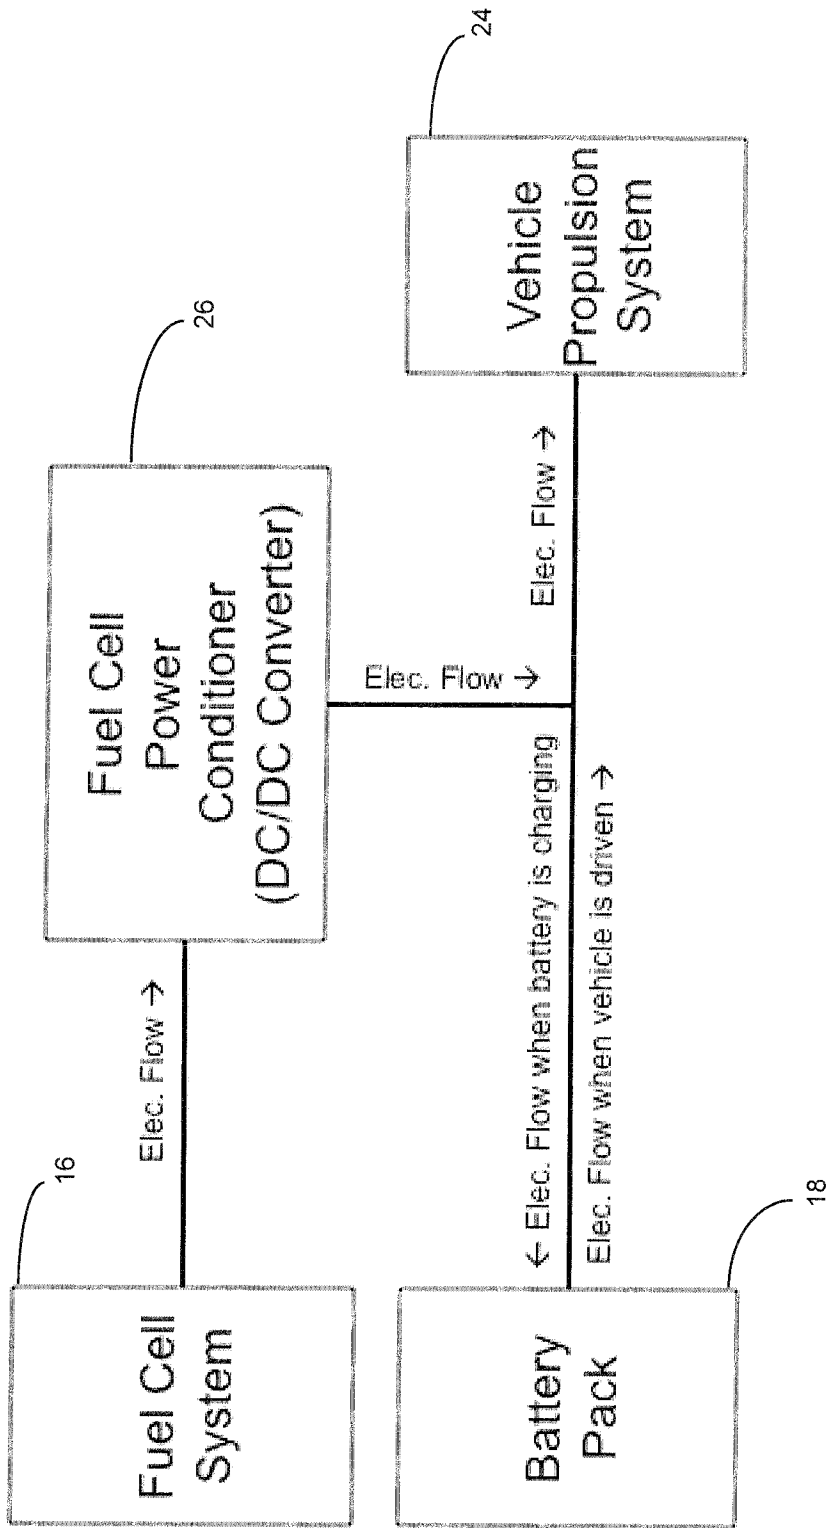 16
Fuel Cell
System
Elec. Flow →
Fuel Cell
Power
Conditioner
(DC/DC Converter)
26
Elec. Flow →
Battery
Pack
18
← Elec. Flow when battery is charging
Elec. Flow when vehicle is driven →
Elec. Flow →
Vehicle
Propulsion
System
24